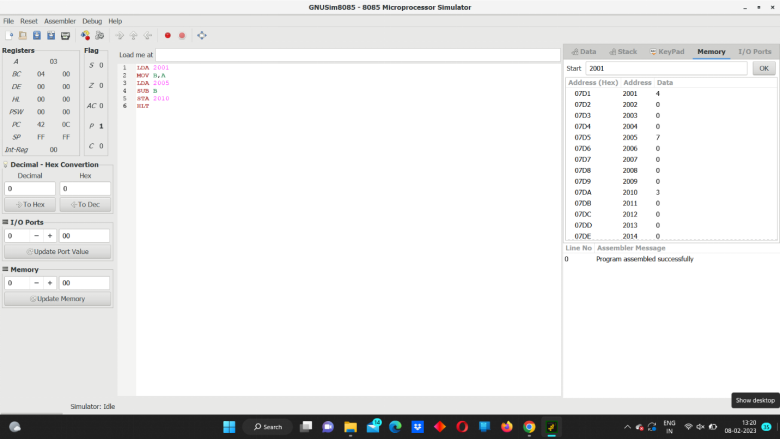 GNUSim8085 - 8085 Microprocessor Simulator
File Reset Assembler Debug Help
Registers
A 03
BC 04 00
DE 00 00
HL 00 00
PSW 00 00
PC 42 0C
SP FF FF
Int-Reg 00
Flag
S 0
Z 0
AC 0
P 1
C 0
Decimal - Hex Convertion
Decimal Hex
0 0
To Hex To Dec
I/O Ports
0 - + 00
Update Port Value
Memory
0 - + 00
Update Memory
Load me at
1 LDA 2001
2 MOV B,A
3 LDA 2005
4 SUB B
5 STA 2010
6 HLT
Data Stack KeyPad Memory I/O Ports
Start 2001 OK
Address (Hex) Address Data
07D1 2001 4
07D2 2002 0
07D3 2003 0
07D4 2004 0
07D5 2005 7
07D6 2006 0
07D7 2007 0
07D8 2008 0
07D9 2009 0
07DA 2010 3
07DB 2011 0
07DC 2012 0
07DD 2013 0
07DE 2014 0
Line No Assembler Message
0 Program assembled successfully
Simulator: Idle
Show desktop
Search
ENG
IN
13:20
08-02-2023